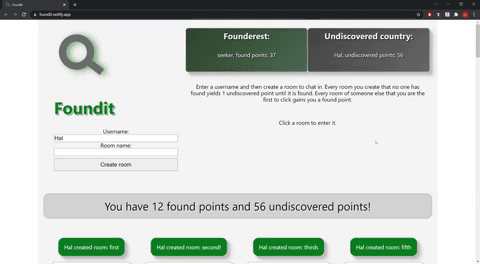 Foundit
foundit.netlify.app
Founderest:
seeker, found points: 37
Undiscovered country:
Hal, undiscovered points: 56
Enter a username and then create a room to chat in. Every room you create that no one has
found yields 1 undiscovered point until it is found. Every room of someone else that you are the
first to click gains you a found point.
Click a room to enter it.
Foundit
Username:
Hal
Room name:
Create room
You have 12 found points and 56 undiscovered points!
Hal created room: first
Hal created room: second!
Hal created room: thirds
Hal created room: fifth